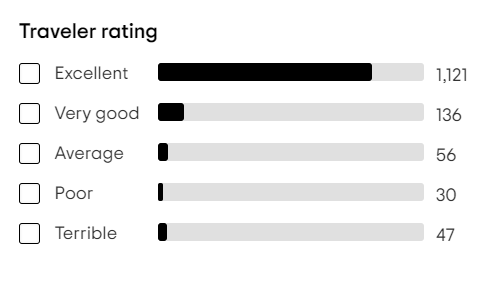 Traveler rating
Excellent 1,121
Very good 136
Average 56
Poor 30
Terrible 47